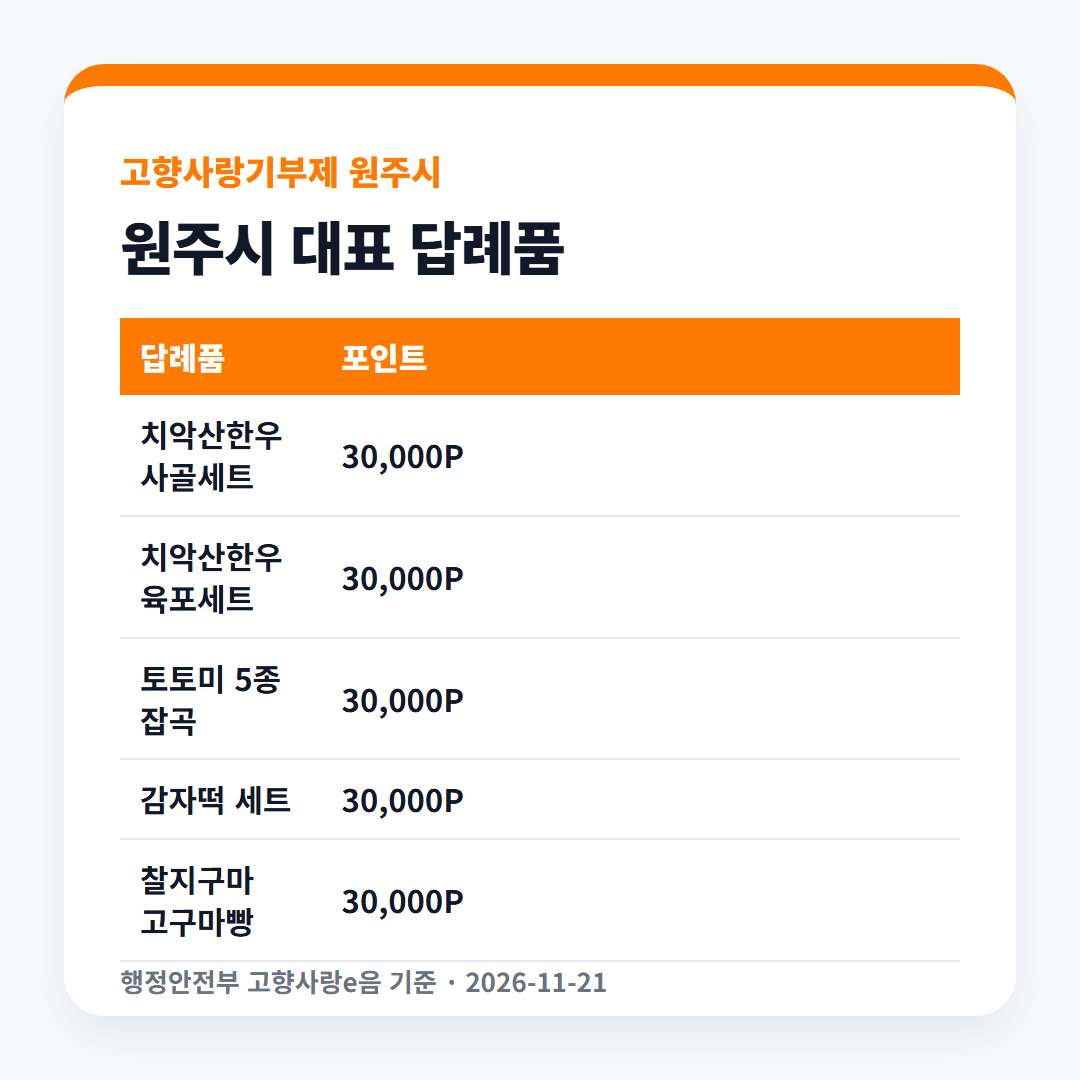 고향사랑기부제 원주시
원주시 대표 답례품
답례품 포인트
치악산한우
사골세트
30,000P
치악산한우
육포세트
30,000P
토토미 5종
잡곡
30,000P
감자떡 세트 30,000P
찰지구마
고구마빵
30,000P
행정안전부 고향사랑e음 기준 · 2026-11-21